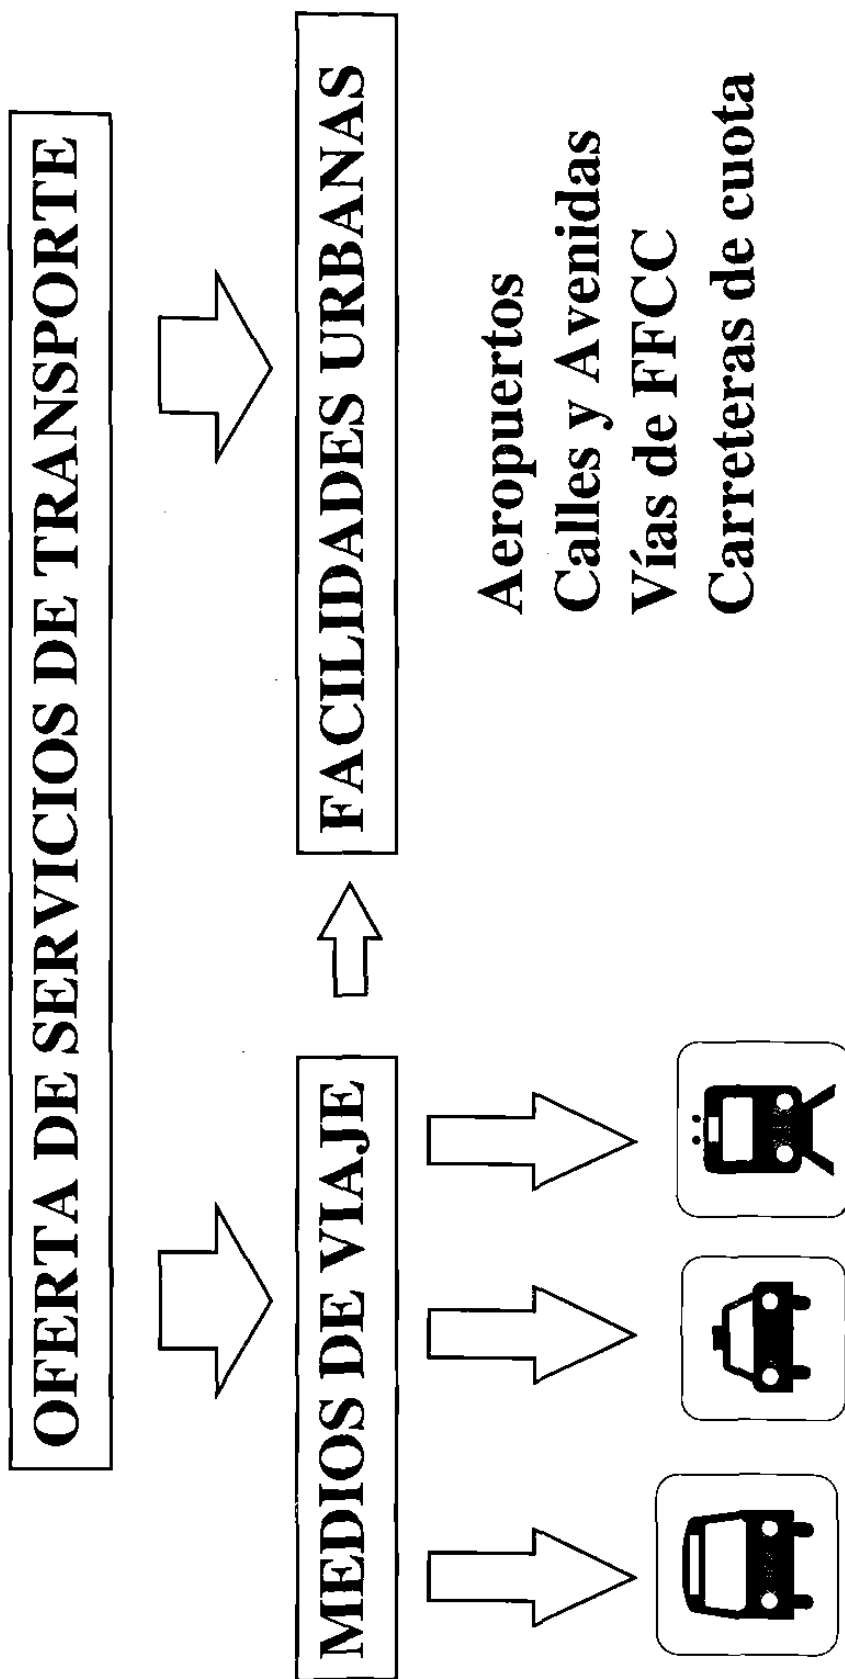 OFERTA DE SERVICIOS DE TRANSPORTE
MEDIOS DE VIAJE
FACILIDADES URBANAS
Aeropuertos
Calles y Avenidas
Vías de FFCC
Carreteras de cuota